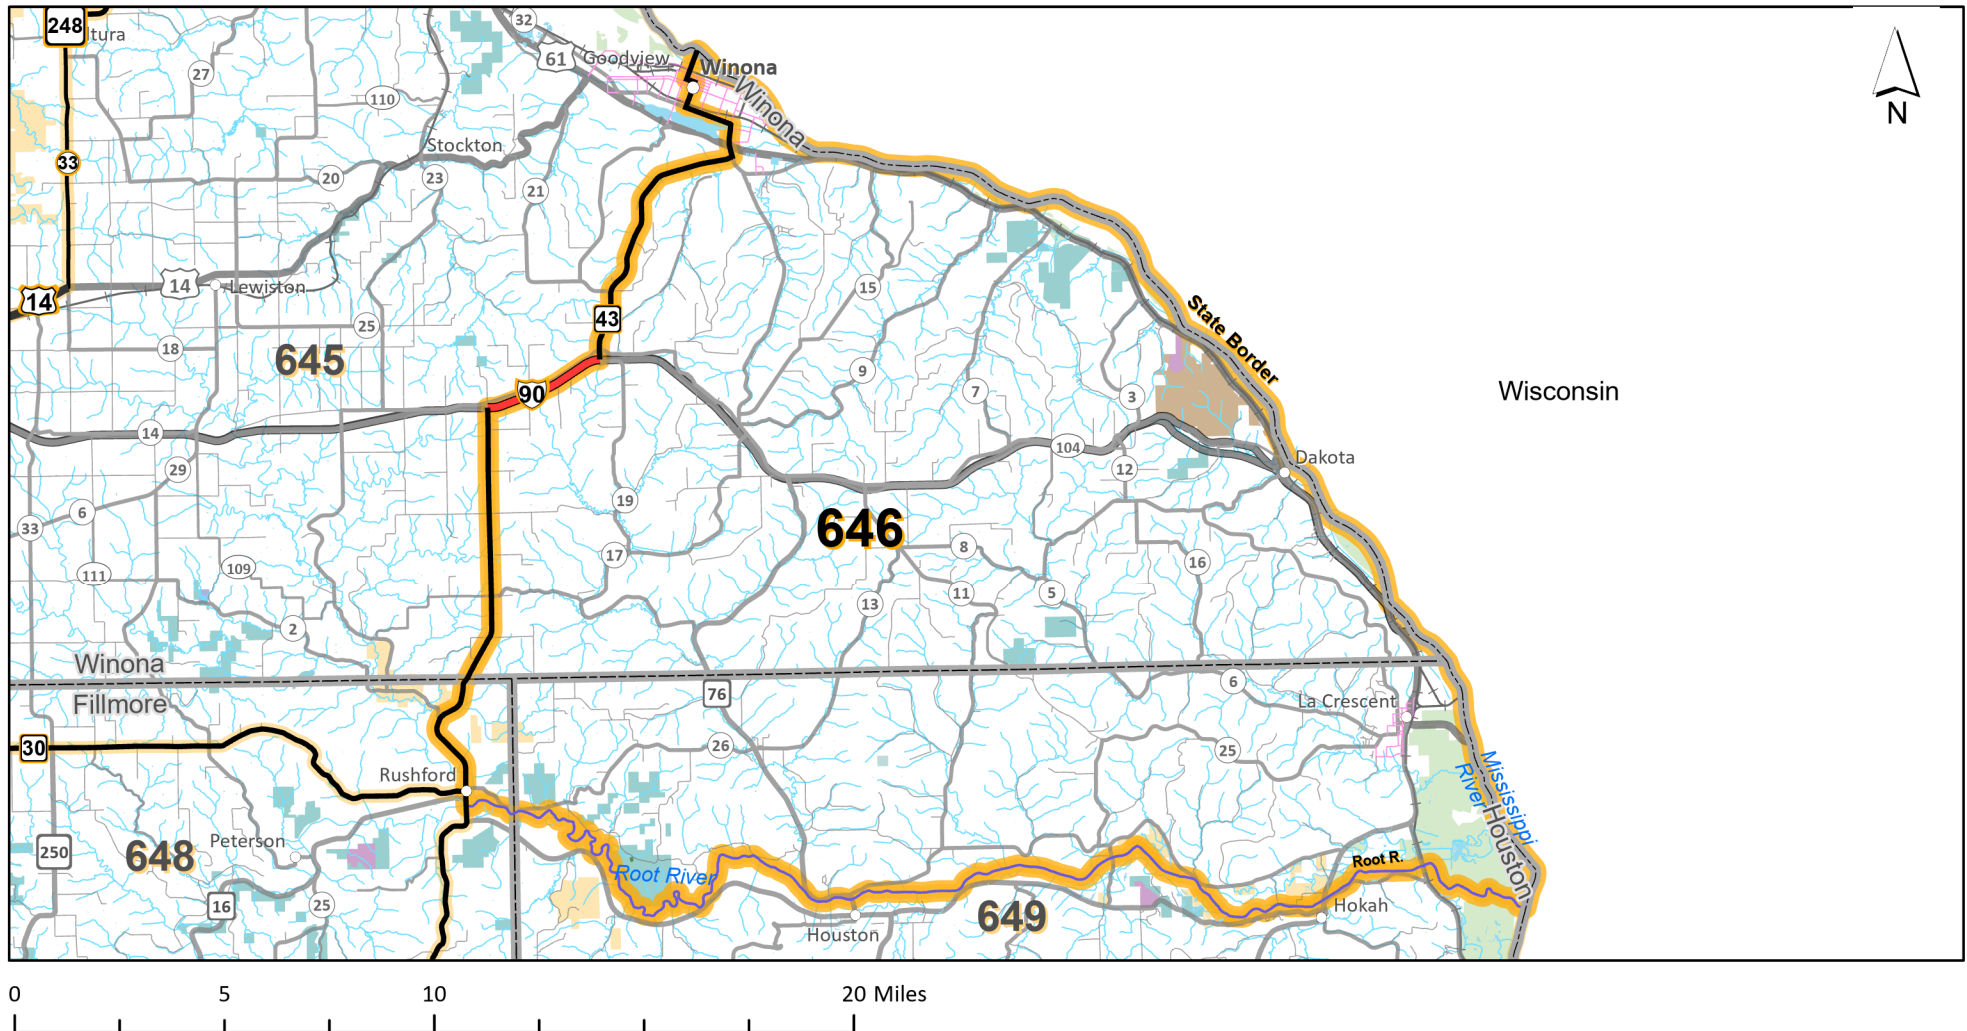 248
tura
32
61
Goodview
Winona
Winona
27
110
N
33
Stockton
20
23
21
14
14
Lewiston
15
43
State Border
25
18
645
9
90
7
3
Wisconsin
14
104
12
Dakota
29
19
6
33
646
17
8
16
111
109
13
11
5
2
Winona
Fillmore
76
6
La Crescent
30
26
25
Rushford
Mississippi
River
Houston
250
Peterson
648
Root River
Root R.
16
25
649
Hokah
Houston
0 5 10 20 Miles